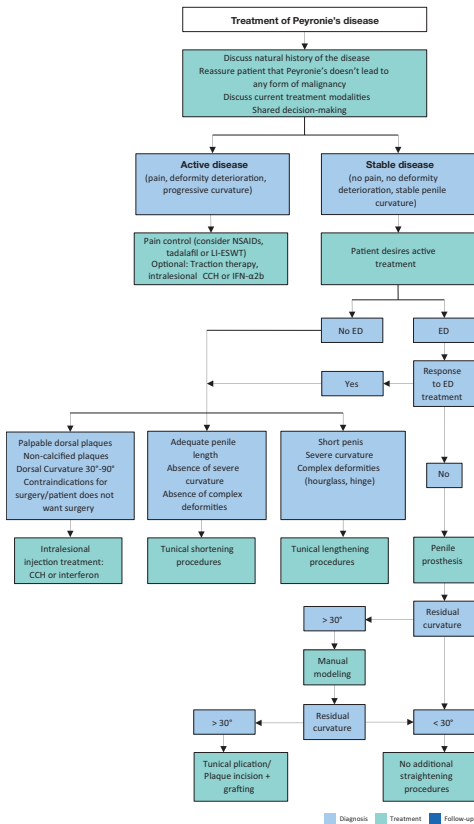 Treatment of Peyronie's disease
Discuss natural history of the disease
Reassure patient that Peyronie's doesn't lead to
any form of malignancy
Discuss current treatment modalities
Shared decision-making
Active disease
(pain, deformity deterioration,
progressive curvature)
Stable disease
(no pain, no deformity
deterioration, stable penile
curvature)
Pain control (consider NSAIDs,
tadalafil or LI-ESWT)
Optional: Traction therapy,
intralesional CCH or IFN-α2b
Patient desires active
treatment
No ED
ED
Yes
Response
to ED
treatment
Palpable dorsal plaques
Non-calcified plaques
Dorsal Curvature 30°-90°
Contraindications for
surgery/patient does not
want surgery
Adequate penile
length
Absence of severe
curvature
Absence of complex
deformities
Short penis
Severe curvature
Complex deformities
(hourglass, hinge)
No
Intralesional
injection treatment:
CCH or interferon
Tunical shortening
procedures
Tunical lengthening
procedures
Penile
prosthesis
> 30°
Residual
curvature
Manual
modeling
> 30°
Residual
curvature
< 30°
Tunical plication/
Plaque incision +
grafting
No additional
straightening
procedures
Diagnosis
Treatment
Follow-up